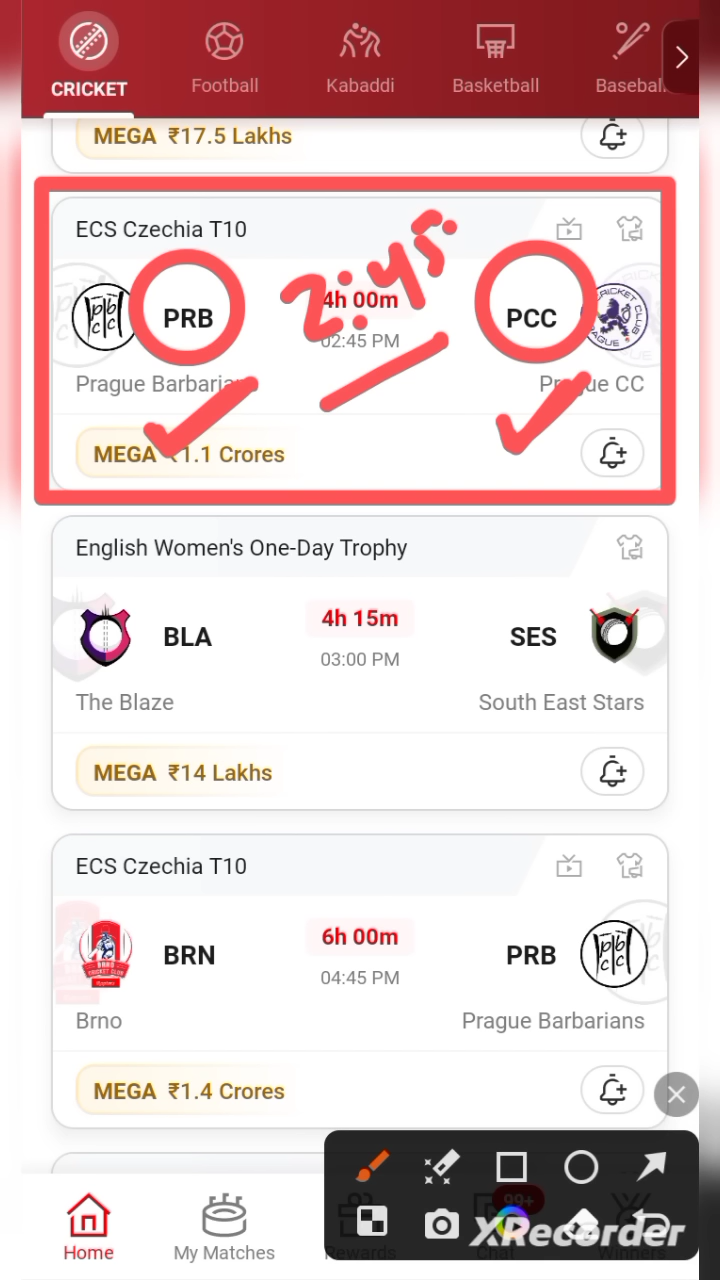 CRICKET
Football
Kabaddi
Basketball
MEGA ₹17.5 Lakhs
ECS Czechia T10
PRB
4h 00m
2:45
PCC
02:45 PM
Prague CC
MEGA ₹1.1 Crores
English Women's One-Day Trophy
BLA
4h 15m
SES
03:00 PM
The Blaze
South East Stars
MEGA ₹14 Lakhs
ECS Czechia T10
BRN
6h 00m
PRB
04:45 PM
Brno
Prague Barbarians
MEGA ₹1.4 Crores
Home
My Matches
Rewards
99+
Chat
Winners
XRecorder